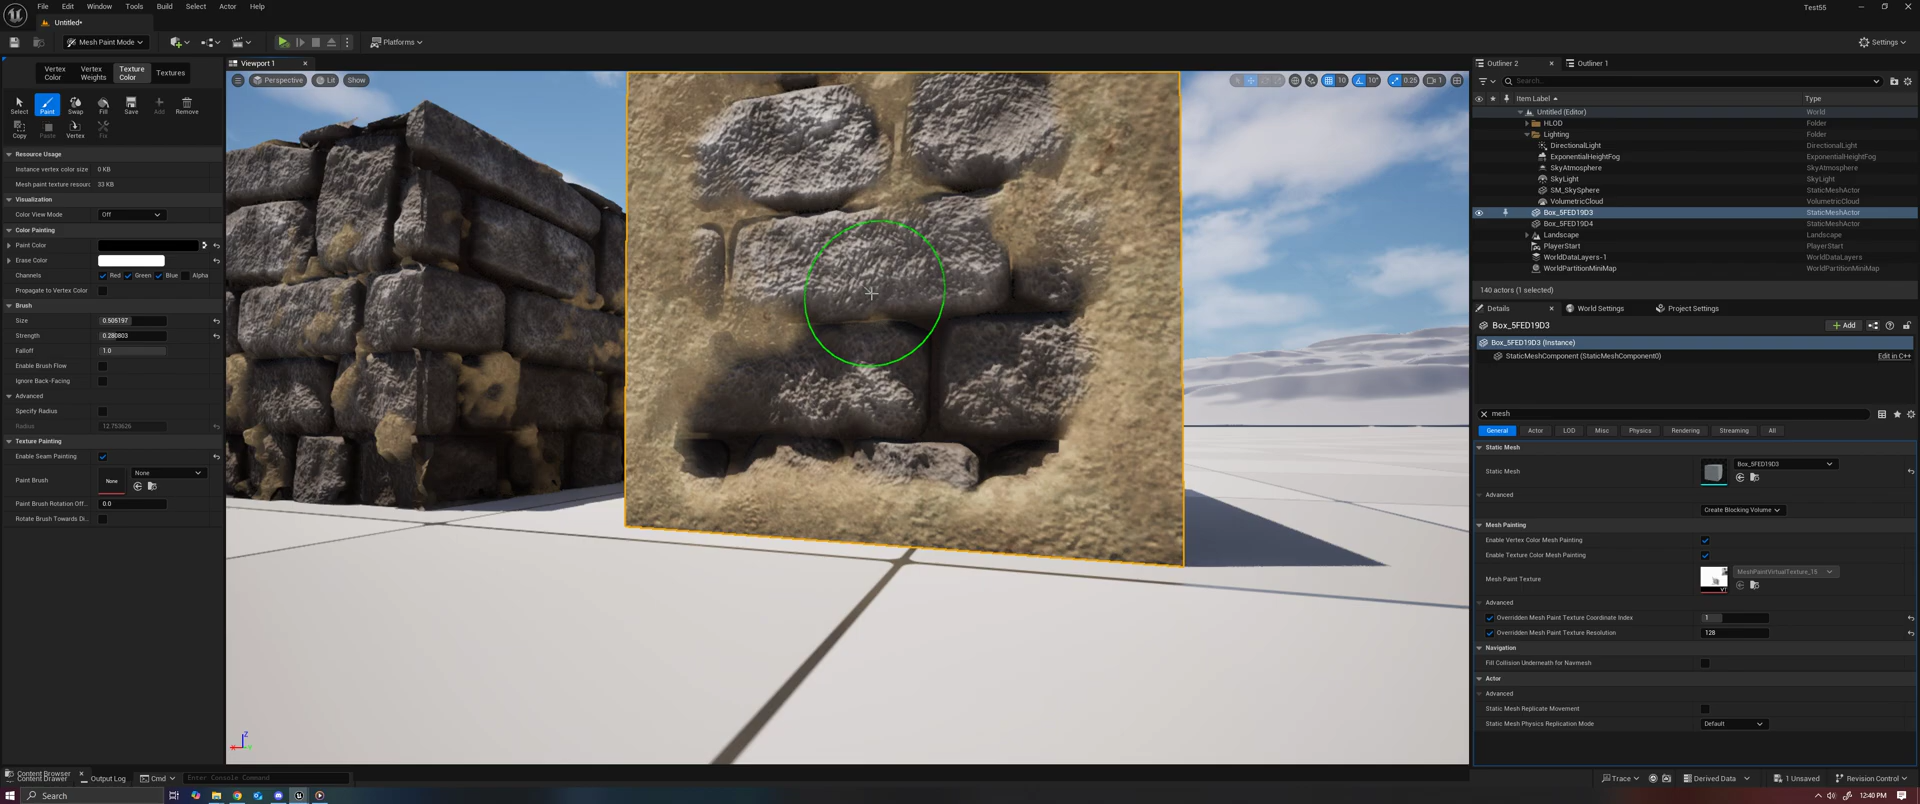 File Edit Window Tools Build Select Actor Help
Test55
Untitled*
Mesh Paint Mode
Platforms
Settings
Vertex Color
Vertex Weights
Texture Color
Textures
Select Paint Swap Fill Save Add Remove
Copy Paste Vertex Fix
Resource Usage
Instance vertex color size 0 KB
Mesh paint texture resourc 33 KB
Visualization
Color View Mode Off
Color Painting
Paint Color
Erase Color
Channels Red Green Blue Alpha
Propagate to Vertex Color
Brush
Size 0.505197
Strength 0.280803
Falloff 1.0
Enable Brush Flow
Ignore Back-Facing
Advanced
Specify Radius
Radius 12.753626
Texture Painting
Enable Seam Painting
Paint Brush None None
Paint Brush Rotation Off... 0.0
Rotate Brush Towards Di...
Viewport 1
Perspective Lit Show
10 10° 0.25 1
Z
X Y
Outliner 2 Outliner 1
Search...
Item Label Type
Untitled (Editor) World
HLOD Folder
Lighting Folder
DirectionalLight DirectionalLight
ExponentialHeightFog ExponentialHeightFog
SkyAtmosphere SkyAtmosphere
SkyLight SkyLight
SM_SkySphere StaticMeshActor
VolumetricCloud VolumetricCloud
Box_5FED19D3 StaticMeshActor
Box_5FED19D4 StaticMeshActor
Landscape Landscape
PlayerStart PlayerStart
WorldDataLayers-1 WorldDataLayers
WorldPartitionMiniMap WorldPartitionMiniMap
140 actors (1 selected)
Details World Settings Project Settings
Box_5FED19D3
Add
Box_5FED19D3 (Instance)
StaticMeshComponent (StaticMeshComponent0) Edit in C++
mesh
General Actor LOD Misc Physics Rendering Streaming All
Static Mesh
Static Mesh Box_5FED19D3
Advanced
Create Blocking Volume
Mesh Painting
Enable Vertex Color Mesh Painting
Enable Texture Color Mesh Painting
Mesh Paint Texture MeshPaintVirtualTexture_15
Advanced
Overridden Mesh Paint Texture Coordinate Index 1
Overridden Mesh Paint Texture Resolution 128
Navigation
Fill Collision Underneath for Navmesh
Actor
Advanced
Static Mesh Replicate Movement
Static Mesh Physics Replication Mode Default
Content Browser
Content Drawer Output Log Cmd Enter Console Command
Trace Derived Data 1 Unsaved Revision Control
Search
12:40 PM